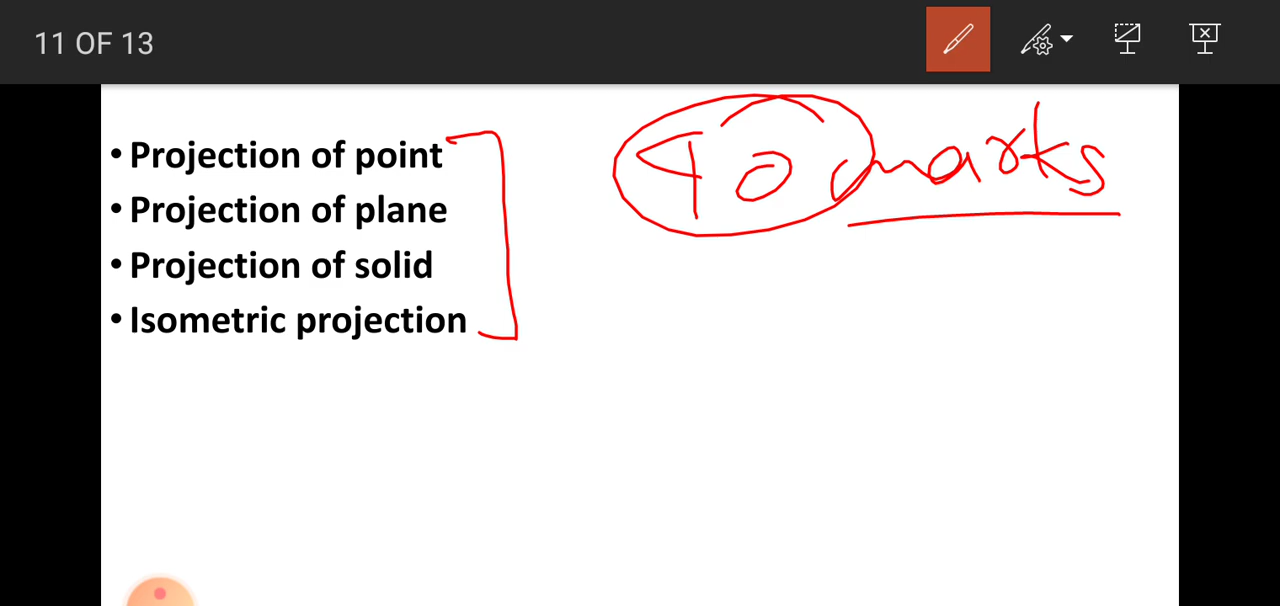 11 OF 13
• Projection of point
• Projection of plane
• Projection of solid
• Isometric projection
40 marks